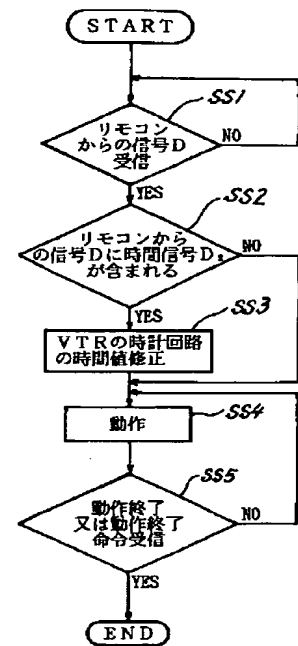 START
SS1
リモコン
からの信号D
受信
NO
YES
SS2
リモコンから
の信号Dに時間信号D₂
が含まれる
NO
YES
SS3
VTRの時計回路
の時間値修正
SS4
動作
SS5
動作終了
又は動作終了
命令受信
NO
YES
END